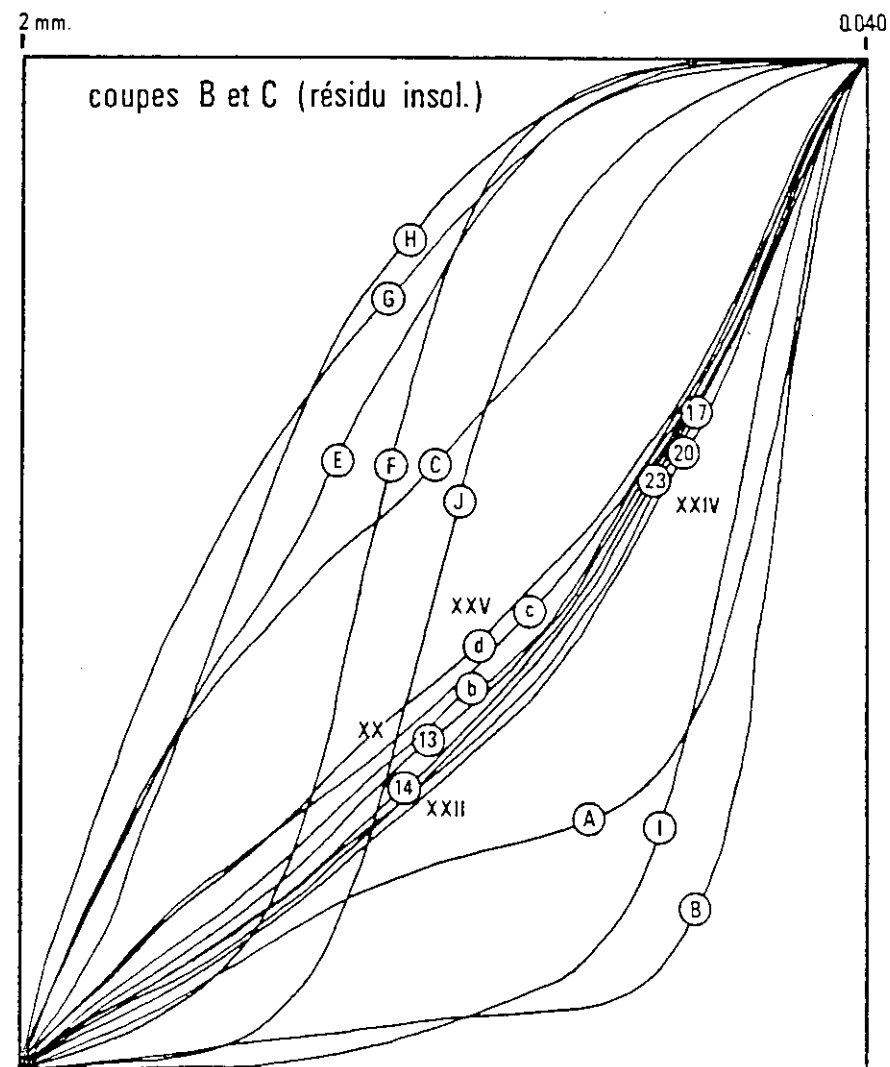 2 mm. 0.040
coupes B et C (résidu insol.)
H
G
17
20
E F C
23
J
XXIV
XXV c
d
b
XX
13
14
XXII
A
I
B